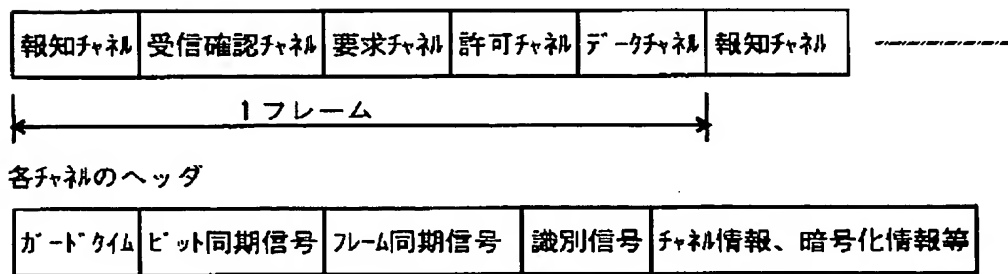 報知ﾁｬﾈﾙ 受信確認ﾁｬﾈﾙ 要求ﾁｬﾈﾙ 許可ﾁｬﾈﾙ ﾃﾞｰﾀﾁｬﾈﾙ 報知ﾁｬﾈﾙ
1フレーム
各ﾁｬﾈﾙのヘッダ
ｶﾞｰﾄﾞﾀｲﾑ ﾋﾞｯﾄ同期信号 ﾌﾚｰﾑ同期信号 識別信号 ﾁｬﾈﾙ情報、暗号化情報等